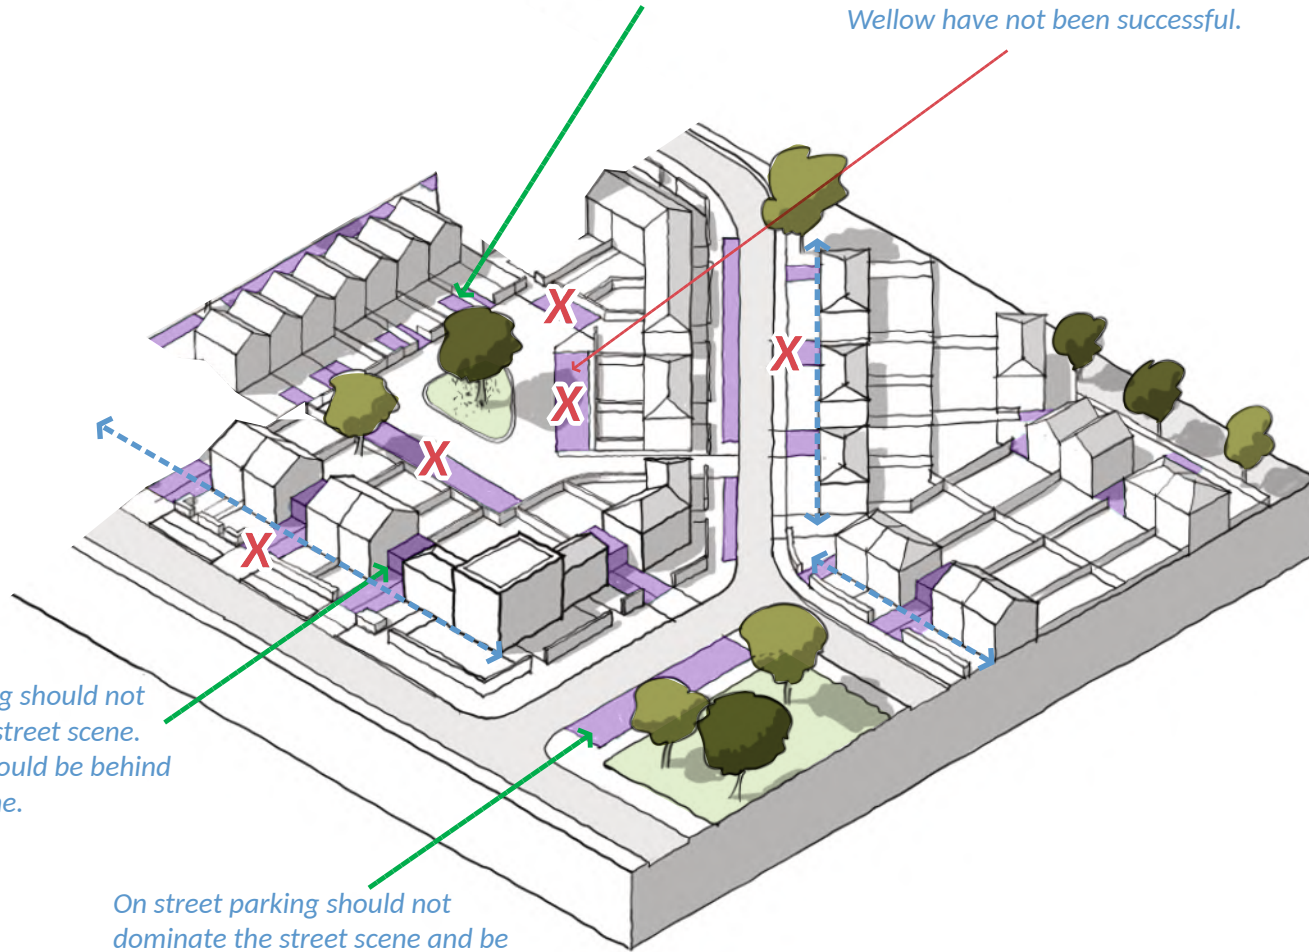 Wellow have not been successful.
X
X
X
X
X
should not
street scene.
be behind
On street parking should not
dominate the street scene and be